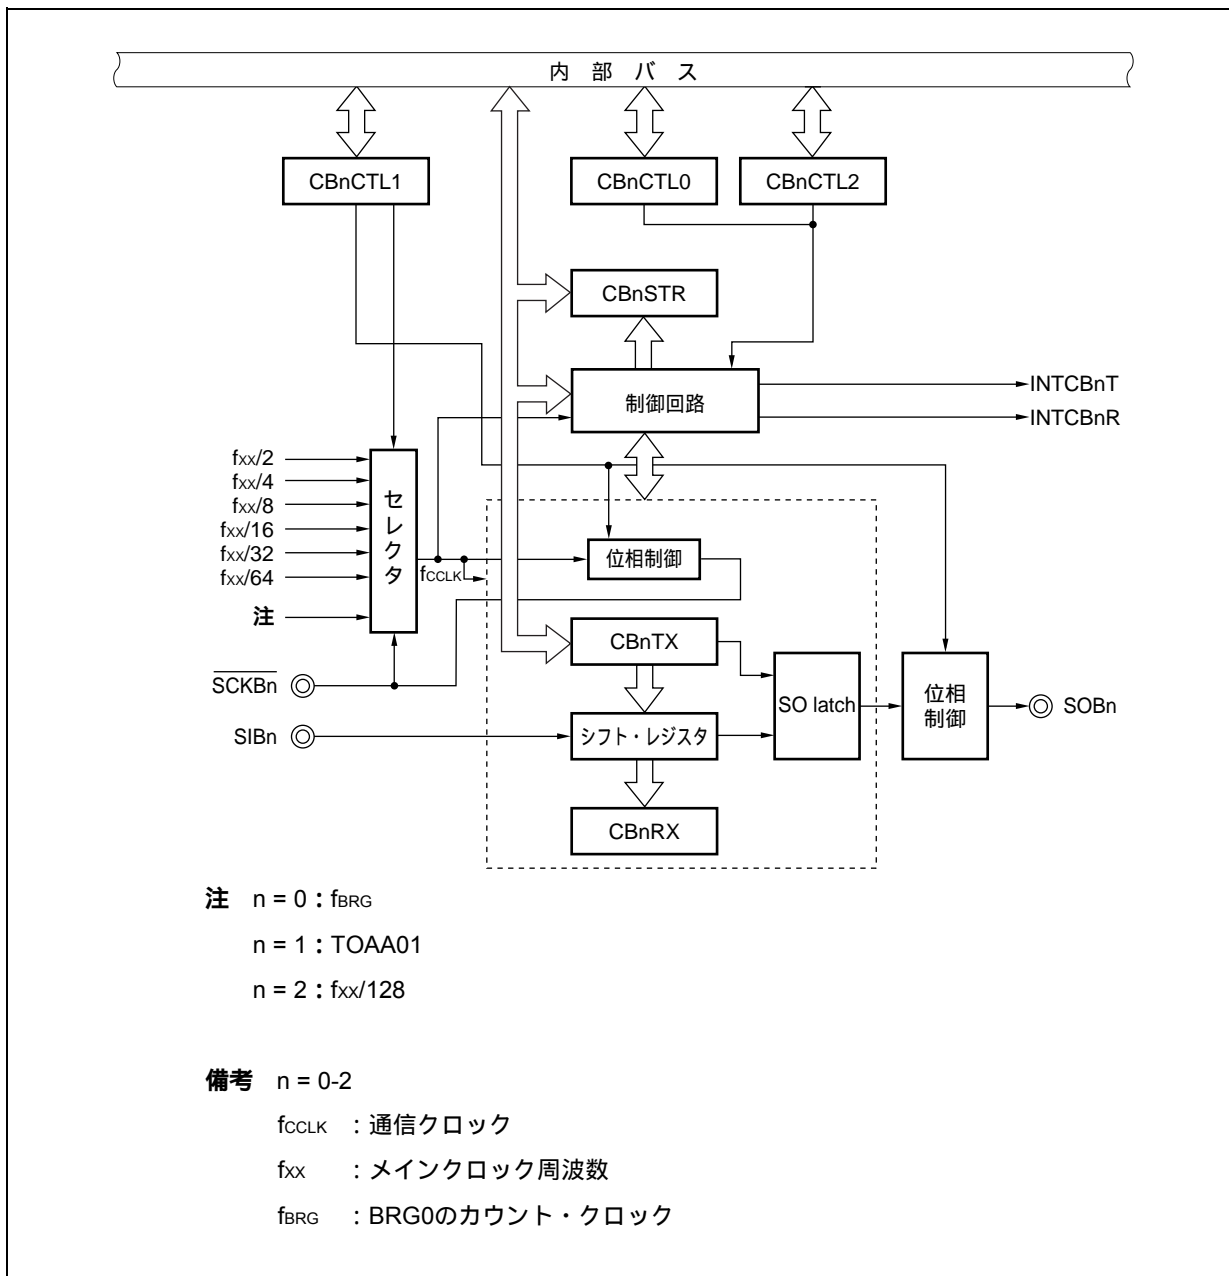 内 部 バ ス
CBnCTL1
CBnCTL0
CBnCTL2
CBnSTR
制御回路
INTCBnT
INTCBnR
fxx/2
fxx/4
fxx/8
fxx/16
fxx/32
fxx/64
注
セレクタ
fCCLK
位相制御
CBnTX
SCKBn
SO latch
位相
制御
SOBn
SIBn
シフト・レジスタ
CBnRX
注 n = 0：fBRG
n = 1：TOAA01
n = 2：fxx/128
備考 n = 0-2
fCCLK ：通信クロック
fxx ：メインクロック周波数
fBRG ：BRG0のカウント・クロック